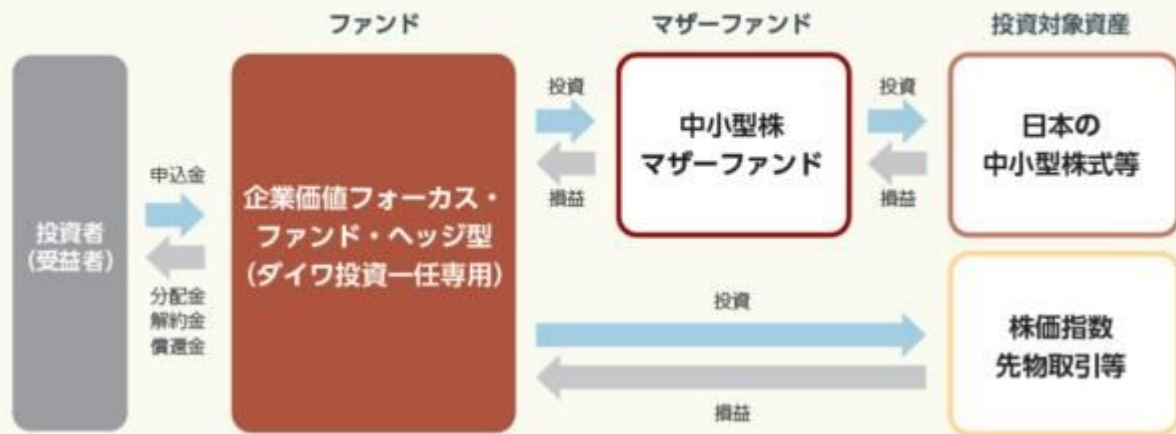 ファンド
マザーファンド
投資対象資産
投資者
(受益者)
申込金
分配金
解約金
償還金
企業価値フォーカス・
ファンド・ヘッジ型
(ダイワ投資一任専用)
投資
損益
中小型株
マザーファンド
投資
損益
日本の
中小型株式等
投資
損益
株価指数
先物取引等